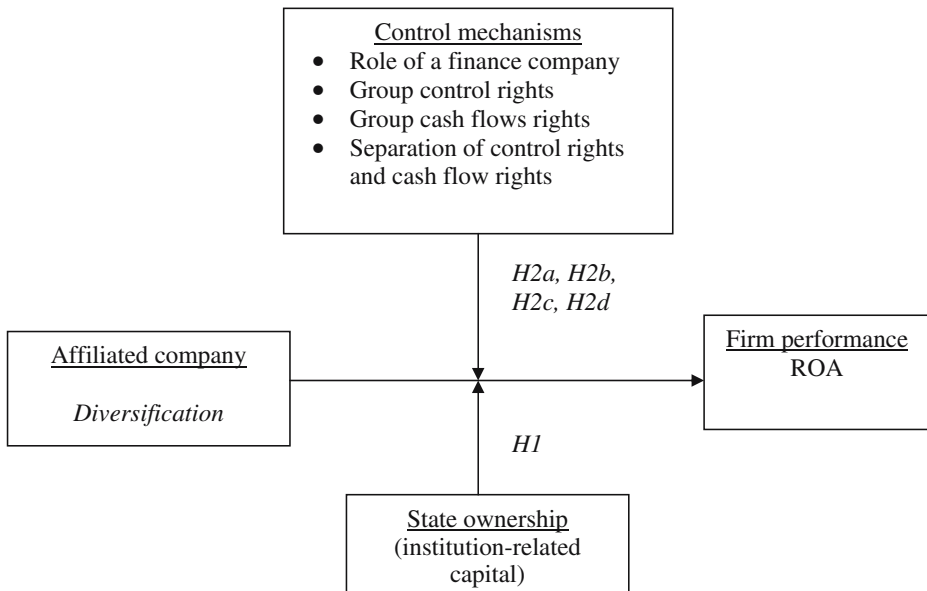 Control mechanisms
• Role of a finance company
• Group control rights
• Group cash flows rights
• Separation of control rights
and cash flow rights
H2a, H2b,
H2c, H2d
Affiliated company
Diversification
Firm performance
ROA
H1
State ownership
(institution-related
capital)